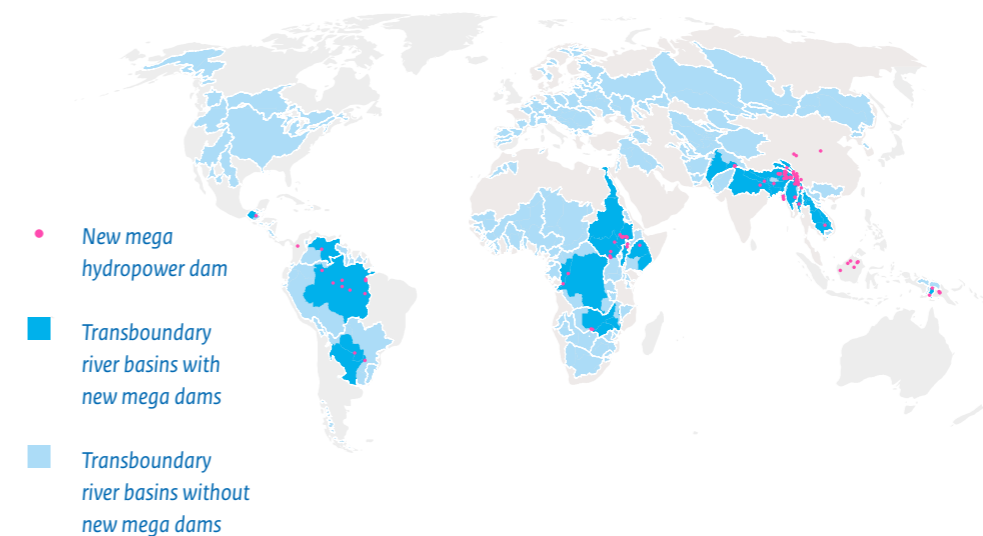 New mega
hydropower dam
Transboundary
river basins with
new mega dams
Transboundary
river basins without
new mega dams